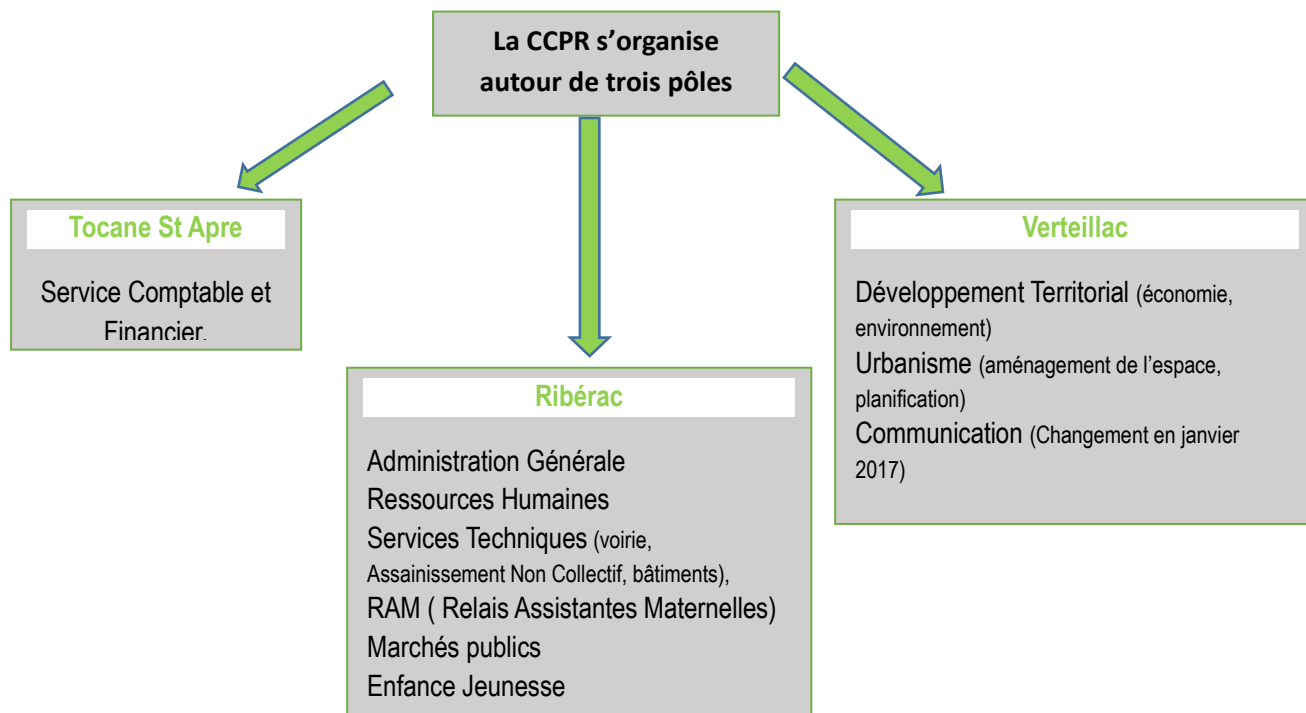 La CCPR s’organise
autour de trois pôles
Tocane St Apre
Service Comptable et
Financier.
Ribérac
Administration Générale
Ressources Humaines
Services Techniques (voirie,
Assainissement Non Collectif, bâtiments),
RAM ( Relais Assistantes Maternelles)
Marchés publics
Enfance Jeunesse
Verteillac
Développement Territorial (économie,
environnement)
Urbanisme (aménagement de l’espace,
planification)
Communication (Changement en janvier
2017)